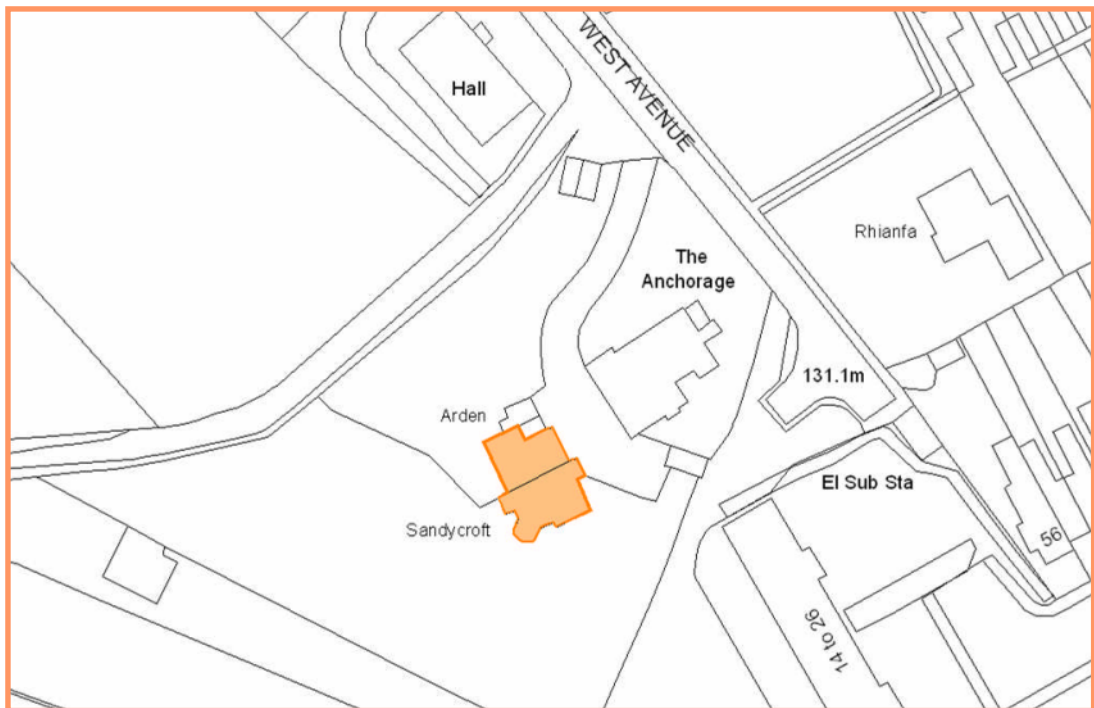 WEST AVENUE
Hall
Rhianfa
The
Anchorage
131.1m
Arden
El Sub Sta
Sandycroft
56
14 to 26